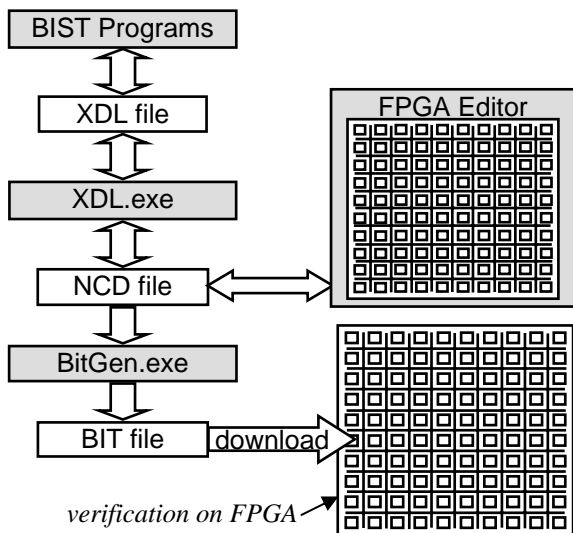 BIST Programs
XDL file
FPGA Editor
XDL.exe
NCD file
BitGen.exe
BIT file
download
verification on FPGA